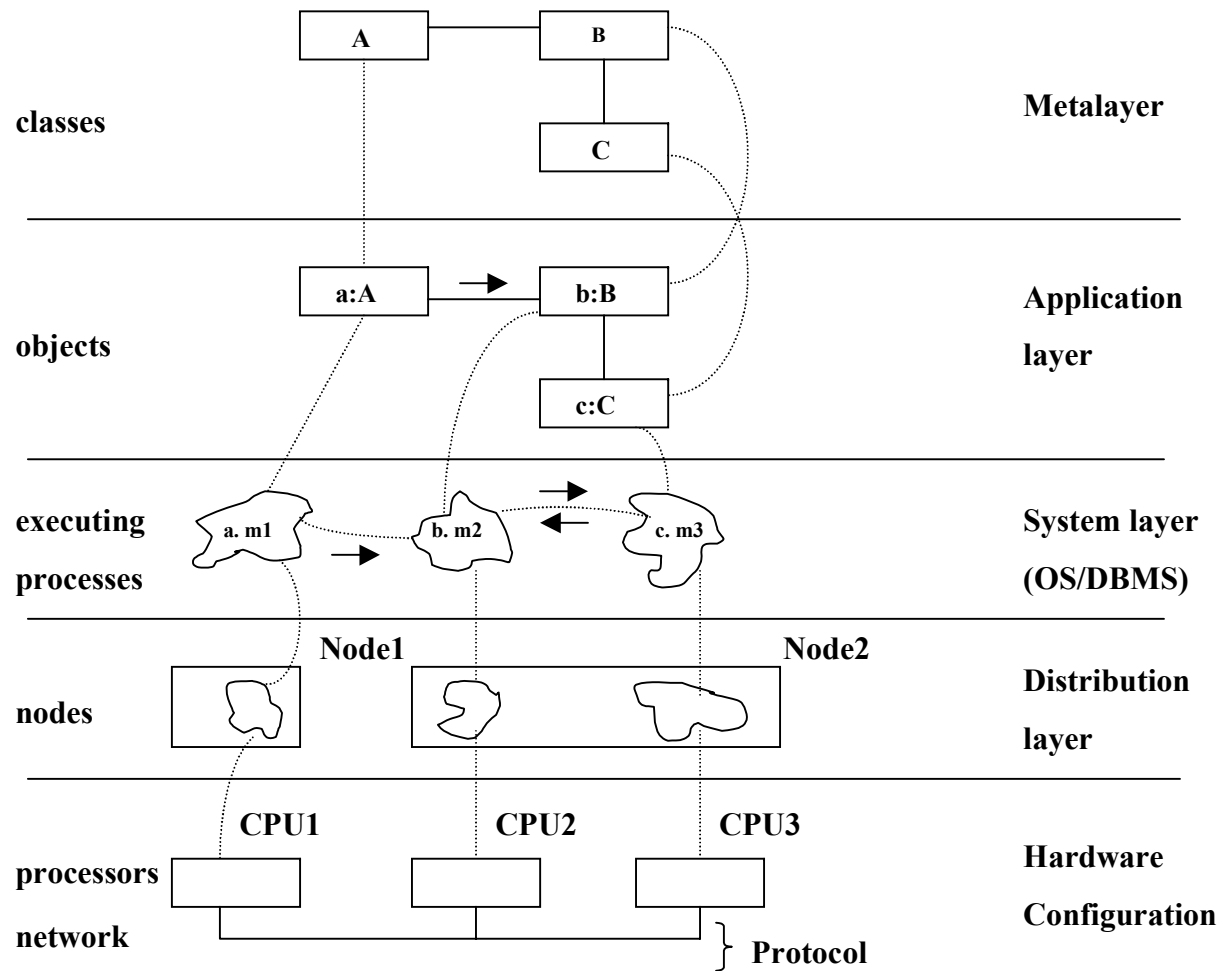 A
B
classes
Metalayer
C
a:A
b:B
Application
layer
objects
c:C
executing
processes
a. m1
b. m2
c. m3
System layer
(OS/DBMS)
Node1
Node2
nodes
Distribution
layer
CPU1
CPU2
CPU3
processors
network
Hardware
Configuration
} Protocol